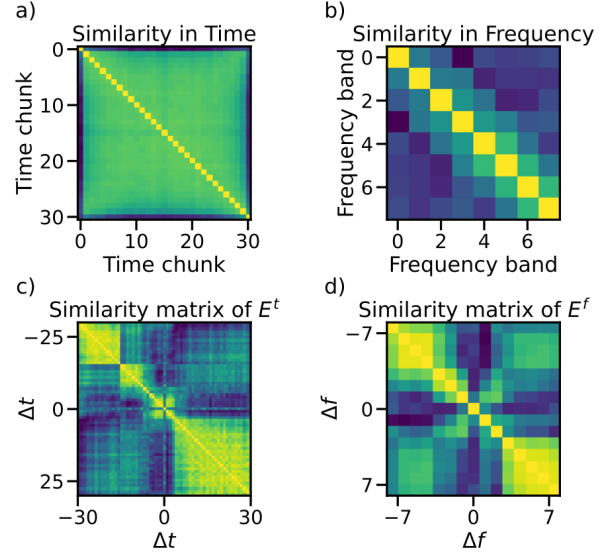 a)
Similarity in Time
0
10
20
30
Time chunk
0 10 20 30
Time chunk
b)
Similarity in Frequency
0
2
4
6
Frequency band
0 2 4 6
Frequency band
c)
Similarity matrix of E^t
−25
0
25
Δt
−30 0 30
Δt
d)
Similarity matrix of E^f
−7
0
7
Δf
−7 0 7
Δf